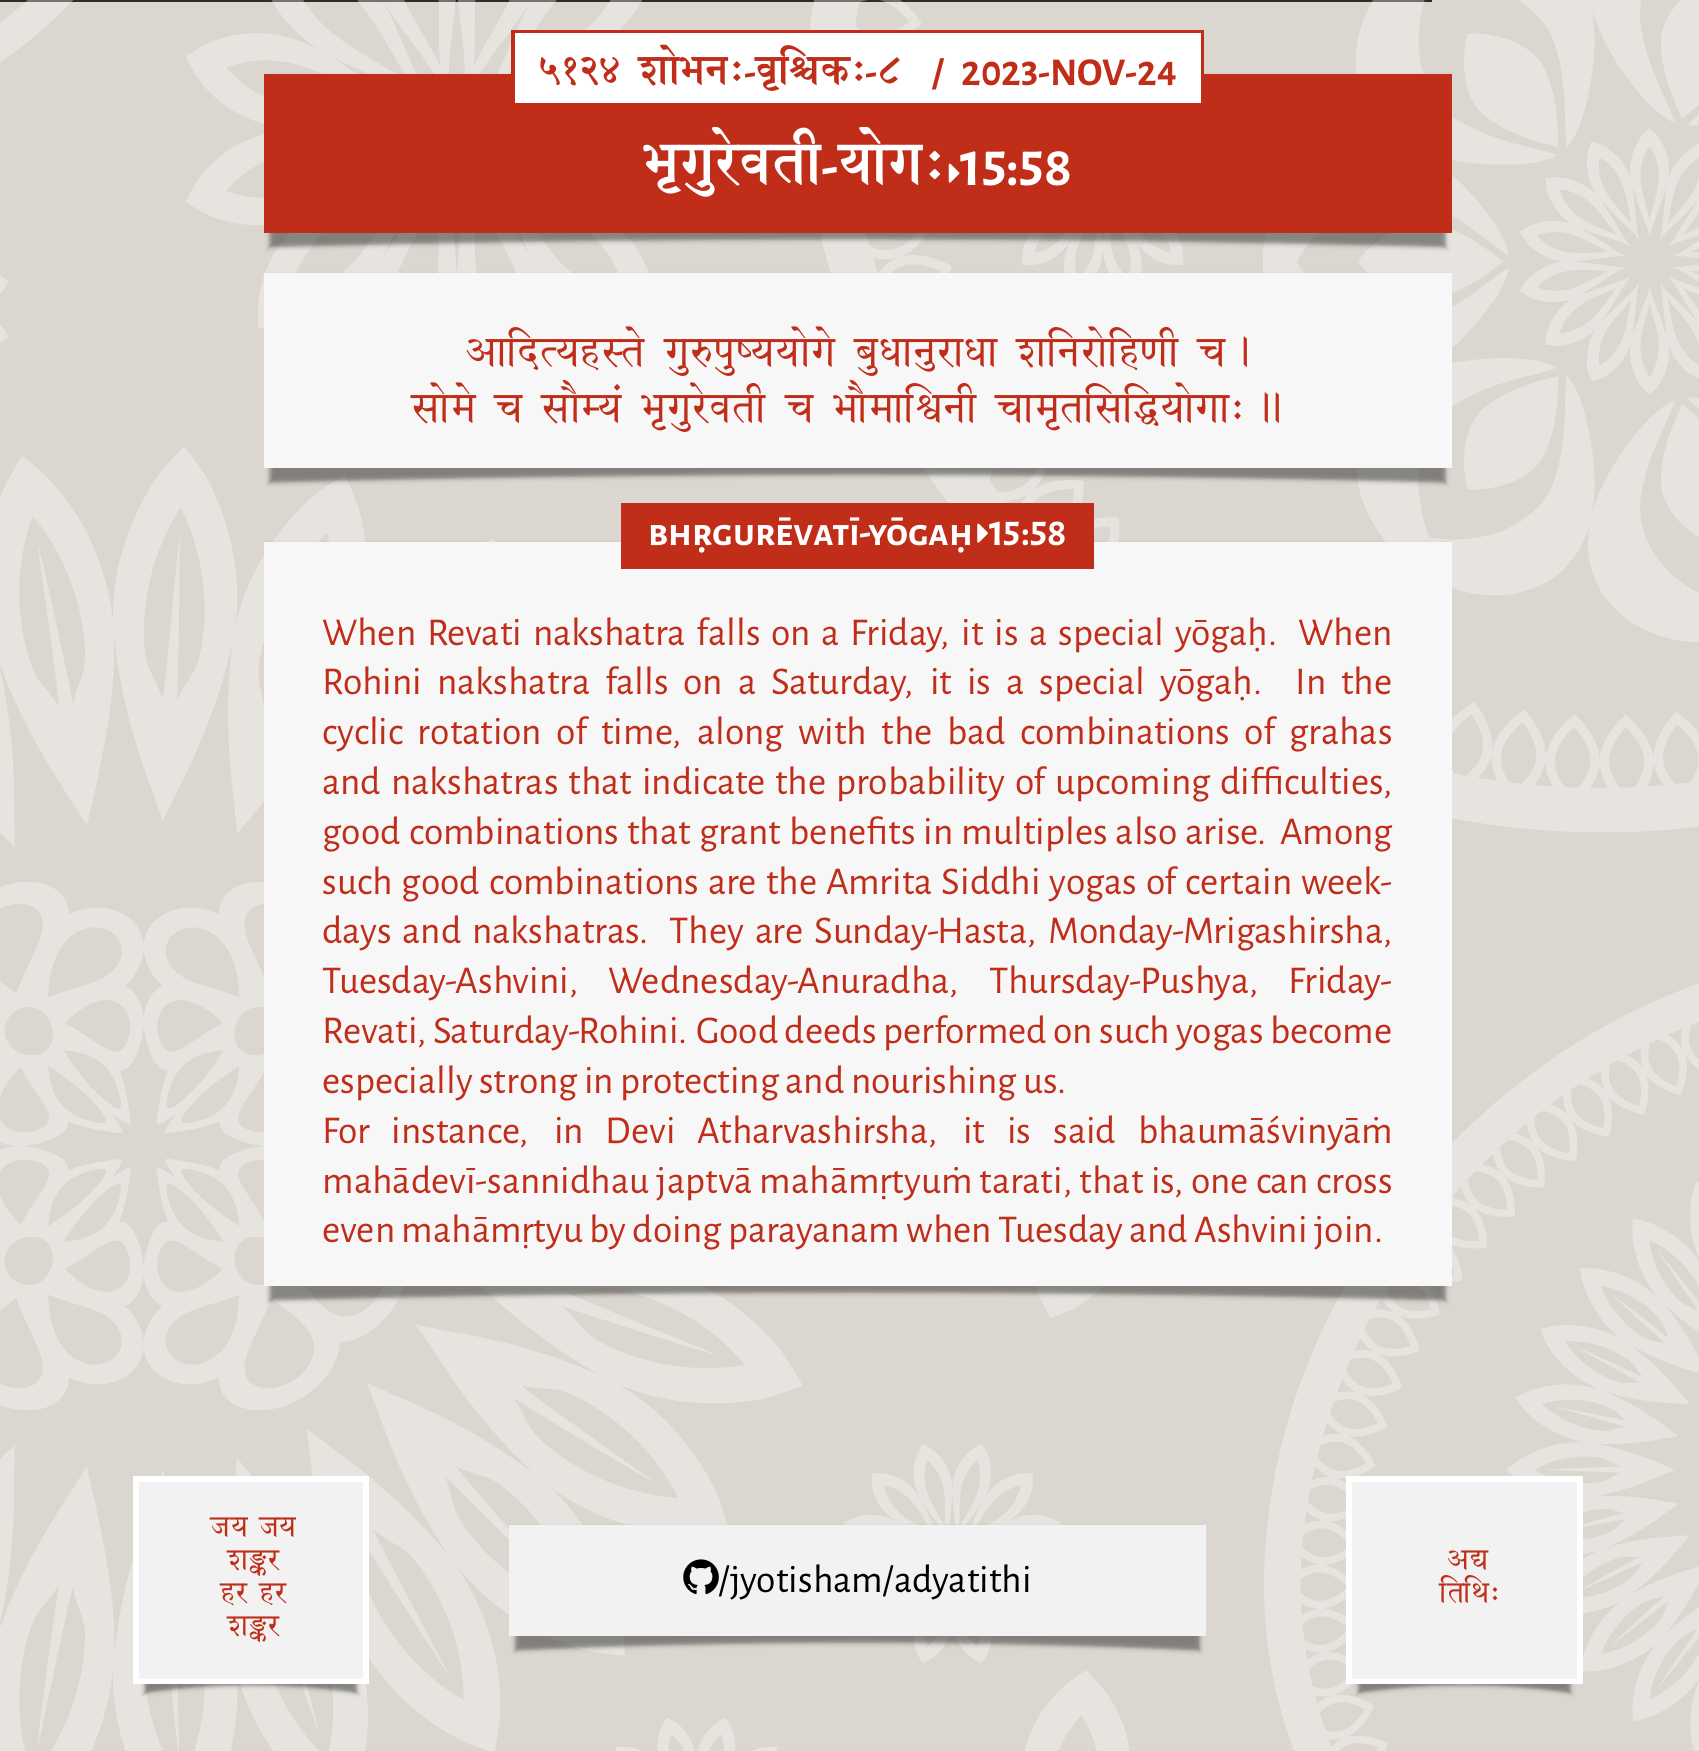 ५१२४ शोभनः-वृश्चिकः-८ / 2023-NOV-24
भृगुरेवती-योगः▸15:58
आदित्यहस्ते गुरुपुष्ययोगे बुधानुराधा शनिरोहिणी च।
सोमे च सौम्यं भृगुरेवती च भौमाश्विनी चामृतसिद्धियोगाः॥
BHṚGURĒVATĪ-YŌGAḤ▸15:58
When Revati nakshatra falls on a Friday, it is a special yōgaḥ. When
Rohini nakshatra falls on a Saturday, it is a special yōgaḥ. In the
cyclic rotation of time, along with the bad combinations of grahas
and nakshatras that indicate the probability of upcoming difficulties,
good combinations that grant benefits in multiples also arise. Among
such good combinations are the Amrita Siddhi yogas of certain week-
days and nakshatras. They are Sunday-Hasta, Monday-Mrigashirsha,
Tuesday-Ashvini, Wednesday-Anuradha, Thursday-Pushya, Friday-
Revati, Saturday-Rohini. Good deeds performed on such yogas become
especially strong in protecting and nourishing us.
For instance, in Devi Atharvashirsha, it is said bhaumāśvinyāṁ
mahādevī-sannidhau japtvā mahāmṛtyuṁ tarati, that is, one can cross
even mahāmṛtyu by doing parayanam when Tuesday and Ashvini join.
जय जय
शङ्कर
हर हर
शङ्कर
/jyotisham/adyatithi
अद्य
तिथिः